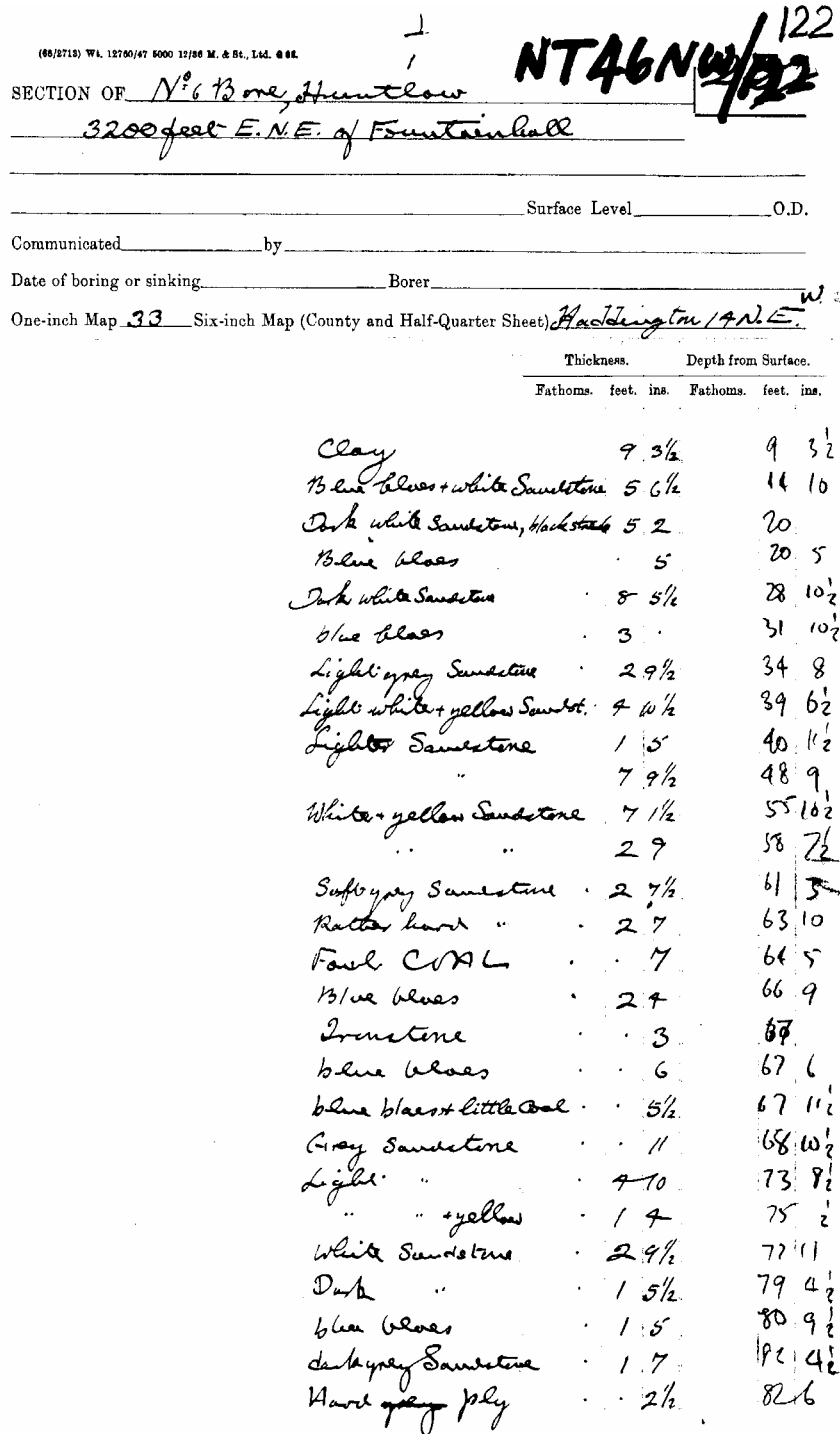 122
(68/2713) Wt. 12760/47 5000 12/36 M. & St., Ltd. G 62.
NT46NW/122
SECTION OF Nº 6 Bore, Huntlow
3200 feet E.N.E. of Fountainhall
Surface Level O.D.
Communicated by
Date of boring or sinking Borer
One-inch Map 33 Six-inch Map (County and Half-Quarter Sheet) Haddington 14 N.E. W.
Thickness. Depth from Surface.
Fathoms. feet. ins. Fathoms. feet. ins.
Clay 9 3½ 9 3½
Blue blaes + white Sandstone 5 6½ 14 10
Dark white Sandstone, black streaks 5 2 20
Blue blaes · 5 20 5
Dark white Sandstone · 8 5½ 28 10½
blue blaes · 3 · 31 10½
Light grey Sandstone · 2 9½ 34 8
Light white + yellow Sandst. · 4 10½ 39 6½
Lighter Sandstone 1 5 40 11½
" 7 9½ 48 9
White + yellow Sandstone 7 1½ 55 10½
" " 2 9 58 7½
Soft grey Sandstone · 2 7½ 61 3
Rather hard " · 2 7 63 10
Foul COAL · · 7 64 5
Blue blaes · 2 4 66 9
Ironstone · 3 67
blue blaes · · 6 67 6
blue blaes + little Coal · · 5½ 67 11½
Grey Sandstone · · 11 68 10½
Light " 4 10 73 8½
" " + yellow · 1 4 75 ½
White Sandstone · 2 9½ 77 11
Dark " · 1 5½ 79 4½
blue blaes · 1 5 80 9½
dark grey Sandstone · 1 7 82 4½
Hard ply · · 2½ 82 6